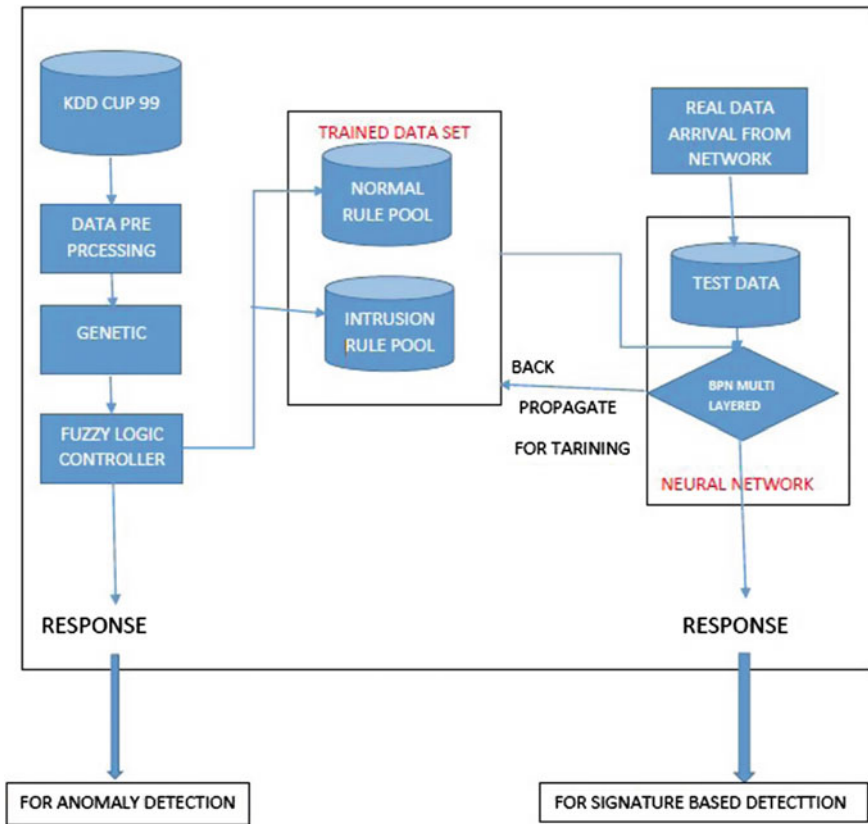 KDD CUP 99
DATA PRE
PRCESSING
GENETIC
FUZZY LOGIC
CONTROLLER
RESPONSE
FOR ANOMALY DETECTION
TRAINED DATA SET
NORMAL
RULE POOL
INTRUSION
RULE POOL
BACK
PROPAGATE
FOR TARINING
REAL DATA
ARRIVAL FROM
NETWORK
TEST DATA
BPN MULTI
LAYERED
NEURAL NETWORK
RESPONSE
FOR SIGNATURE BASED DETECTTION